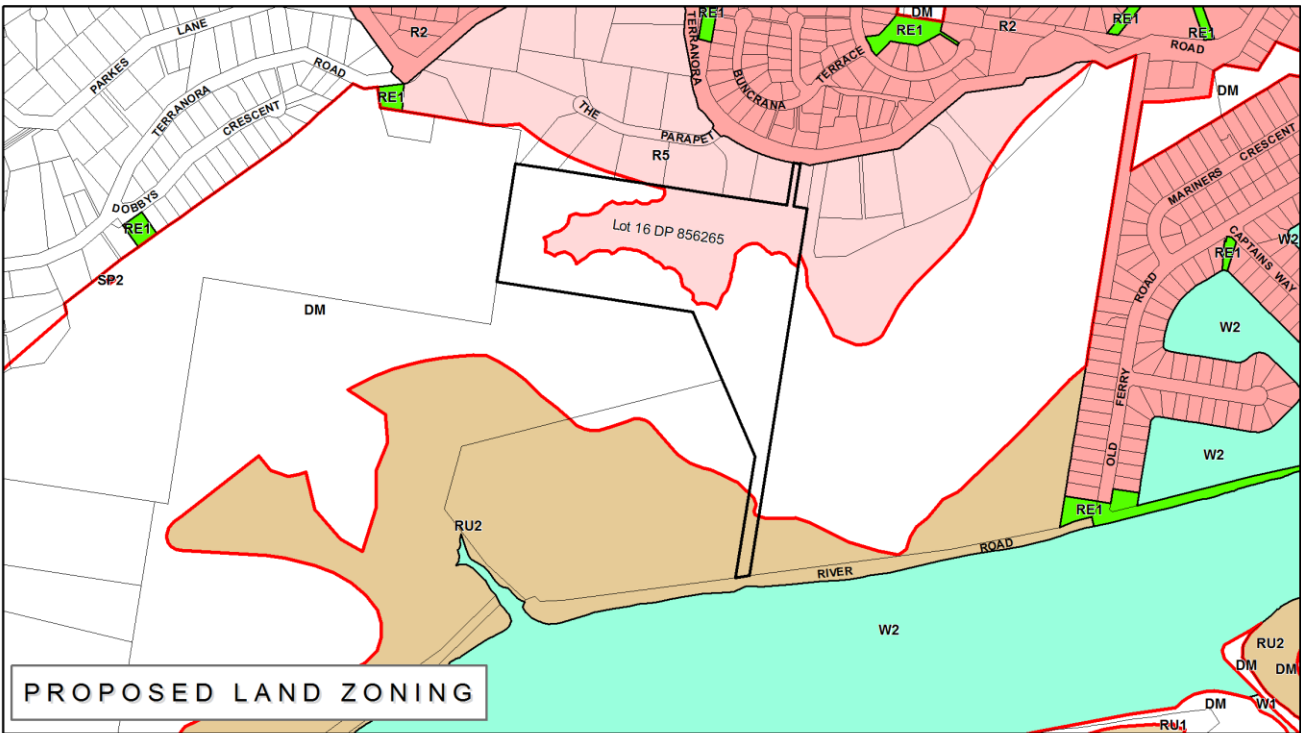 RE1
DM
RE1
R2
TERRANORA
RE1
R2
RE1
LANE
ROAD
PARKES
ROAD
TERRACE
BUNCRANA
TERRANORA
CRESCENT
RE1
THE
PARAPET
DM
R5
CRESCENT
MARINERS
DOBBYS
RE1
Lot 16 DP 856265
CAPTAINS WAY
RE1
W2
SP2
ROAD
DM
W2
FERRY
OLD
W2
RE1
RU2
ROAD
RIVER
W2
RU2
DM
DM
PROPOSED LAND ZONING
DM
W1
RU1